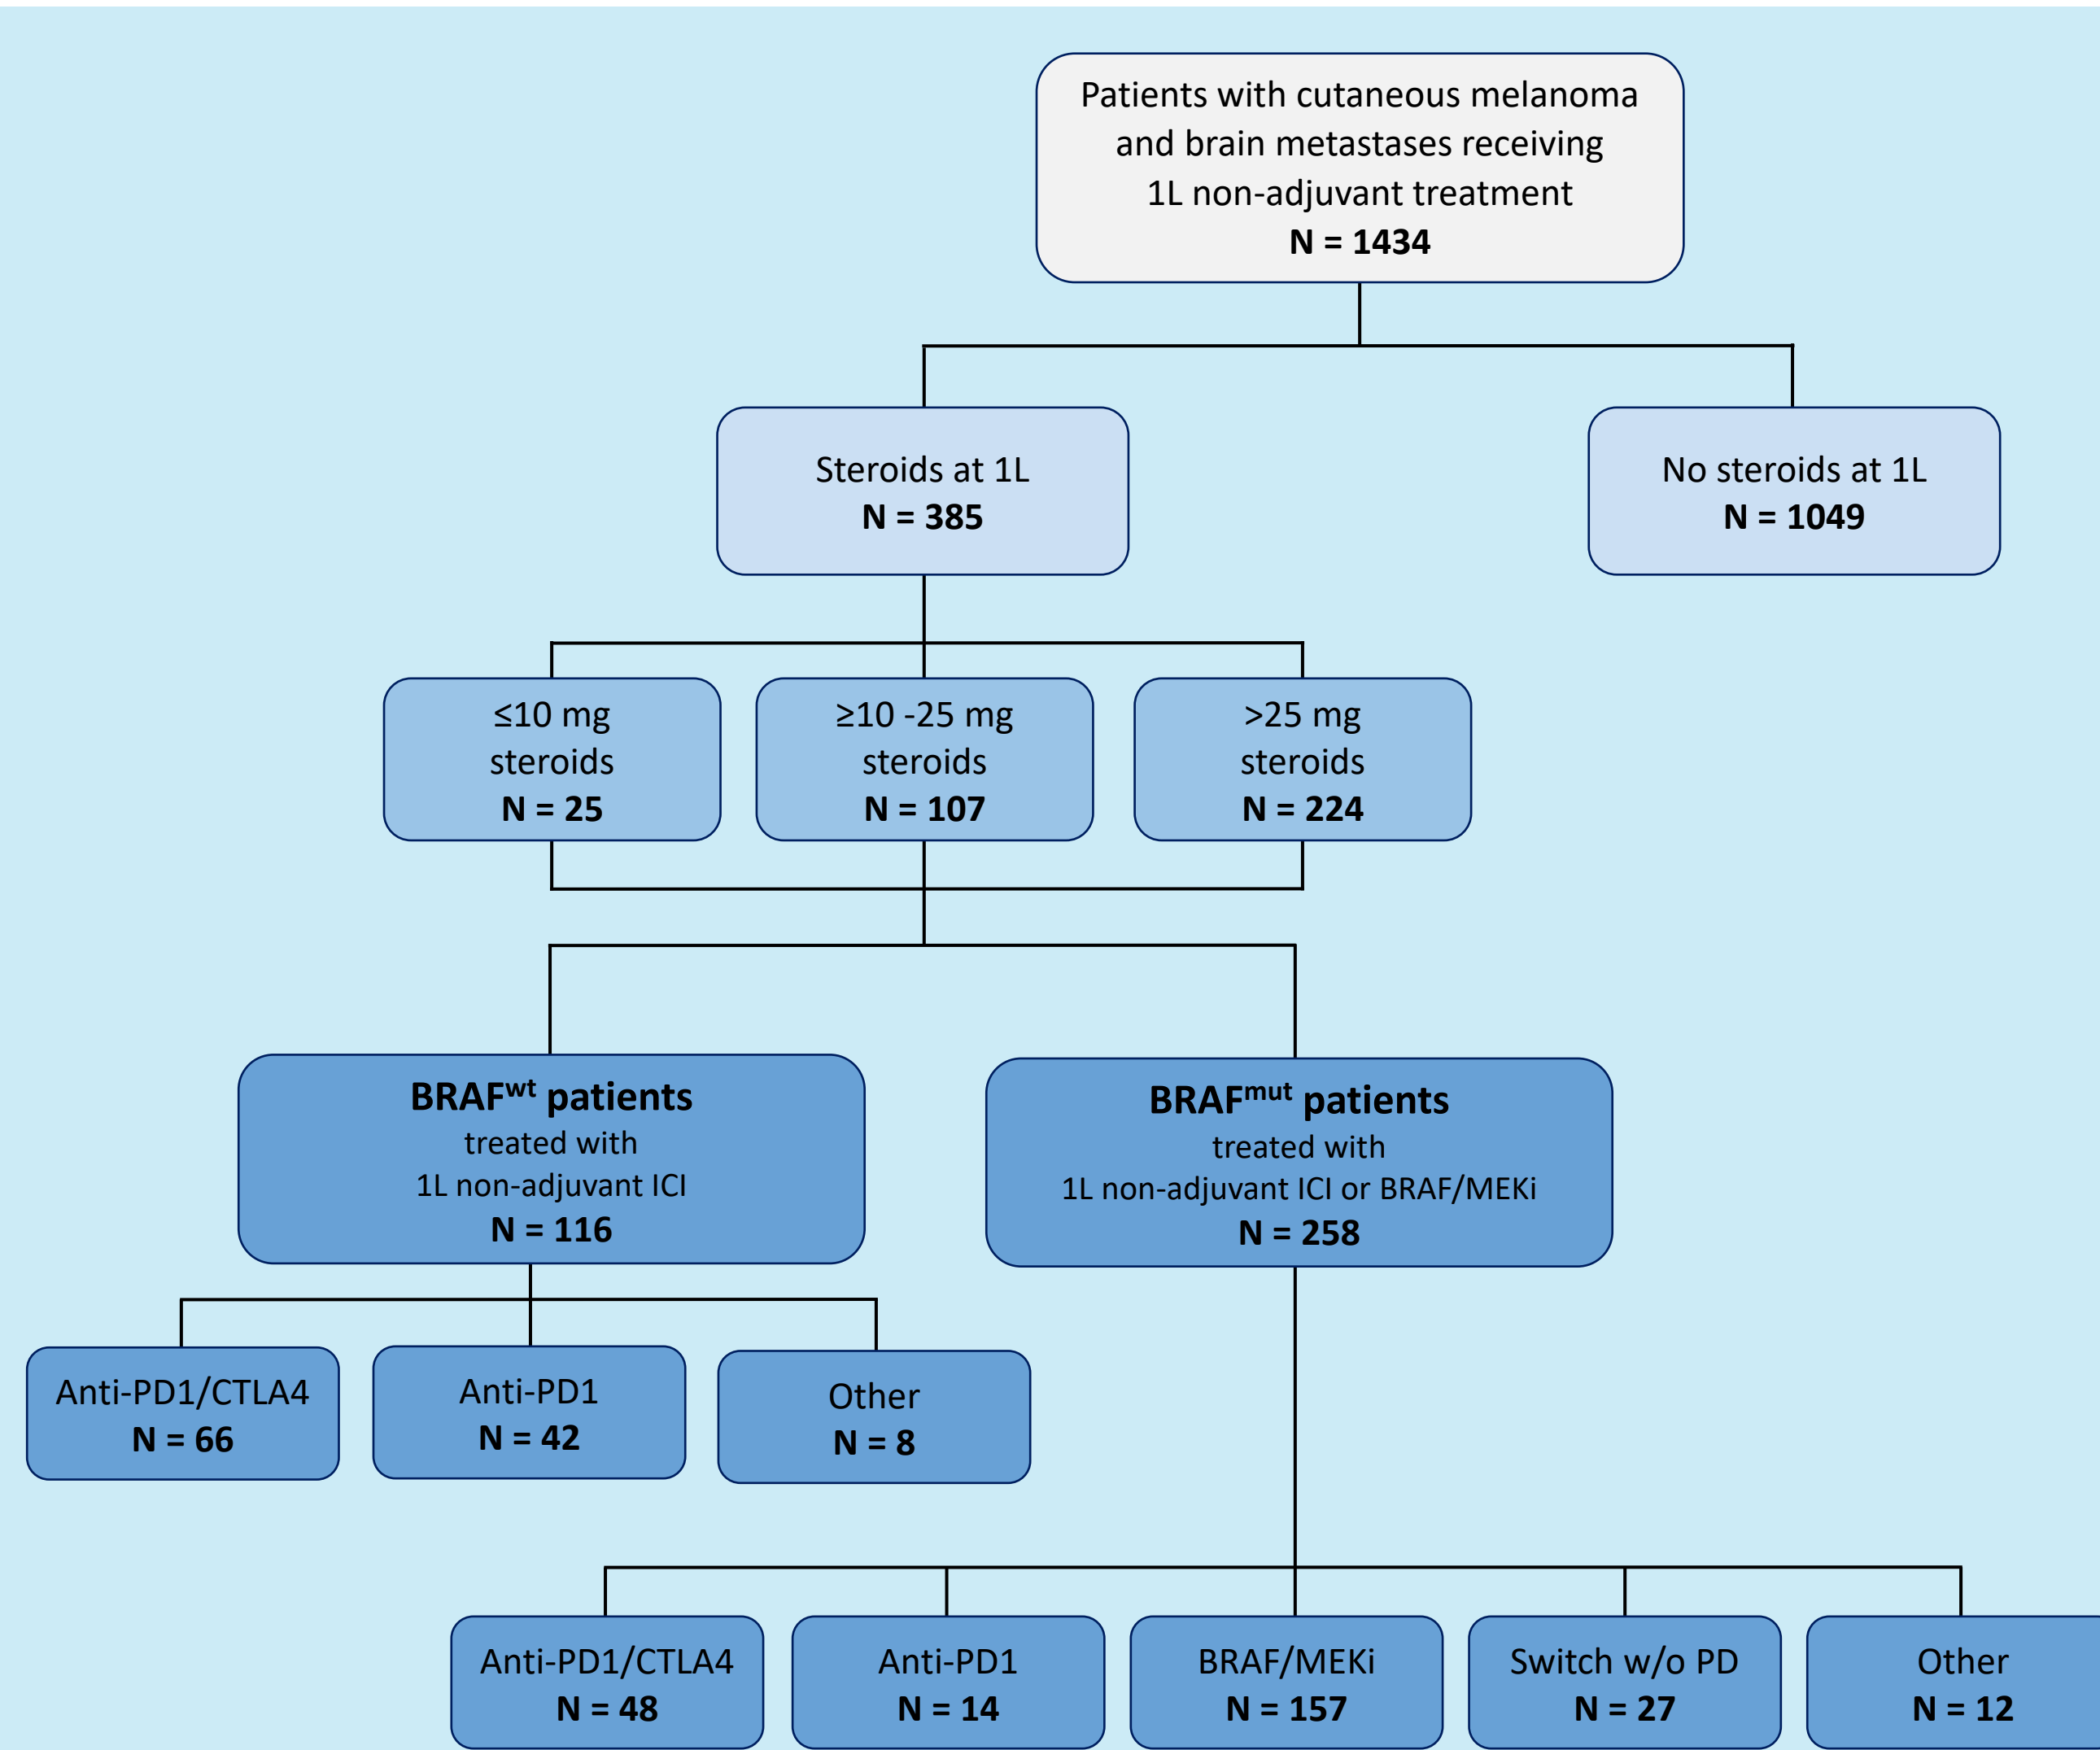 Patients with cutaneous melanoma
and brain metastases receiving
1L non-adjuvant treatment
N = 1434
Steroids at 1L
N = 385
No steroids at 1L
N = 1049
≤10 mg
steroids
N = 25
≥10 -25 mg
steroids
N = 107
>25 mg
steroids
N = 224
BRAFʷᵗ patients
treated with
1L non-adjuvant ICI
N = 116
BRAFᵐᵘᵗ patients
treated with
1L non-adjuvant ICI or BRAF/MEKi
N = 258
Anti-PD1/CTLA4
N = 66
Anti-PD1
N = 42
Other
N = 8
Anti-PD1/CTLA4
N = 48
Anti-PD1
N = 14
BRAF/MEKi
N = 157
Switch w/o PD
N = 27
Other
N = 12